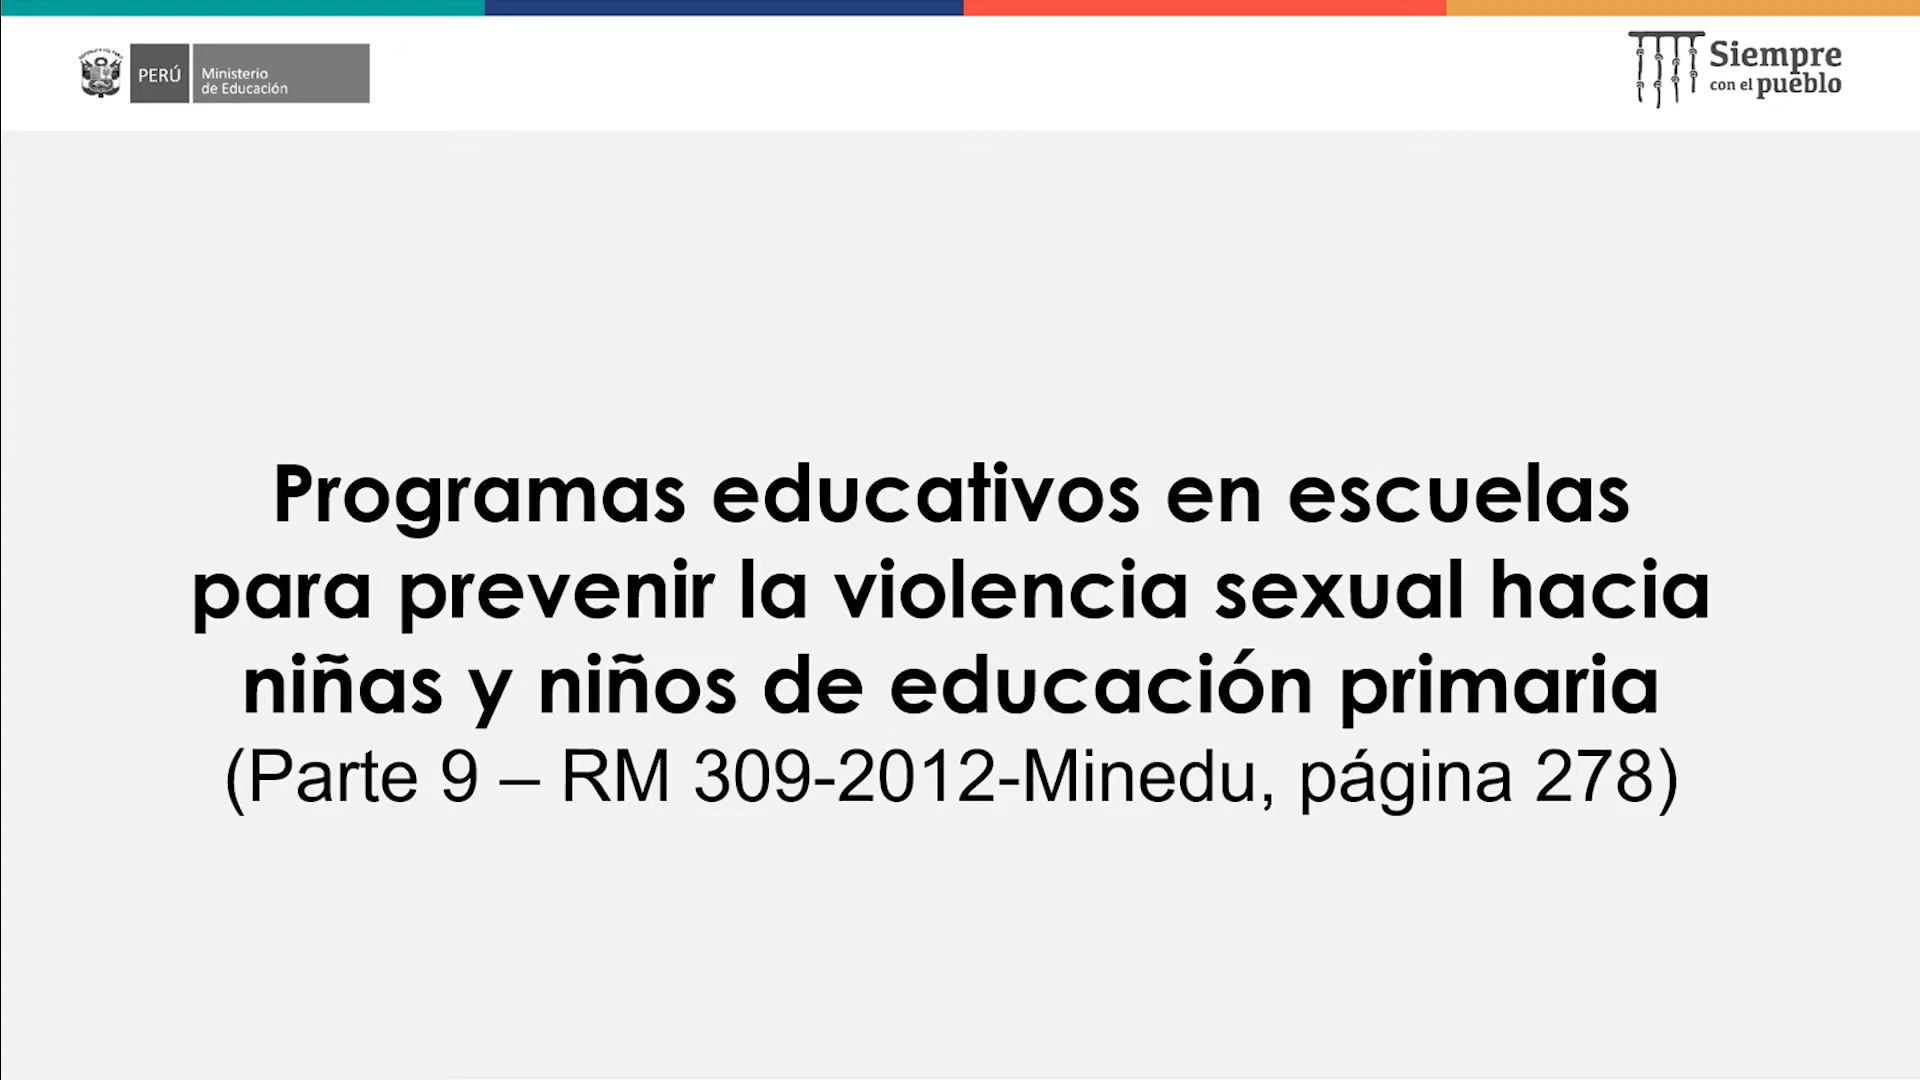 PERÚ
Ministerio
de Educación
Siempre
con el pueblo
Programas educativos en escuelas
para prevenir la violencia sexual hacia
niñas y niños de educación primaria
(Parte 9 – RM 309-2012-Minedu, página 278)